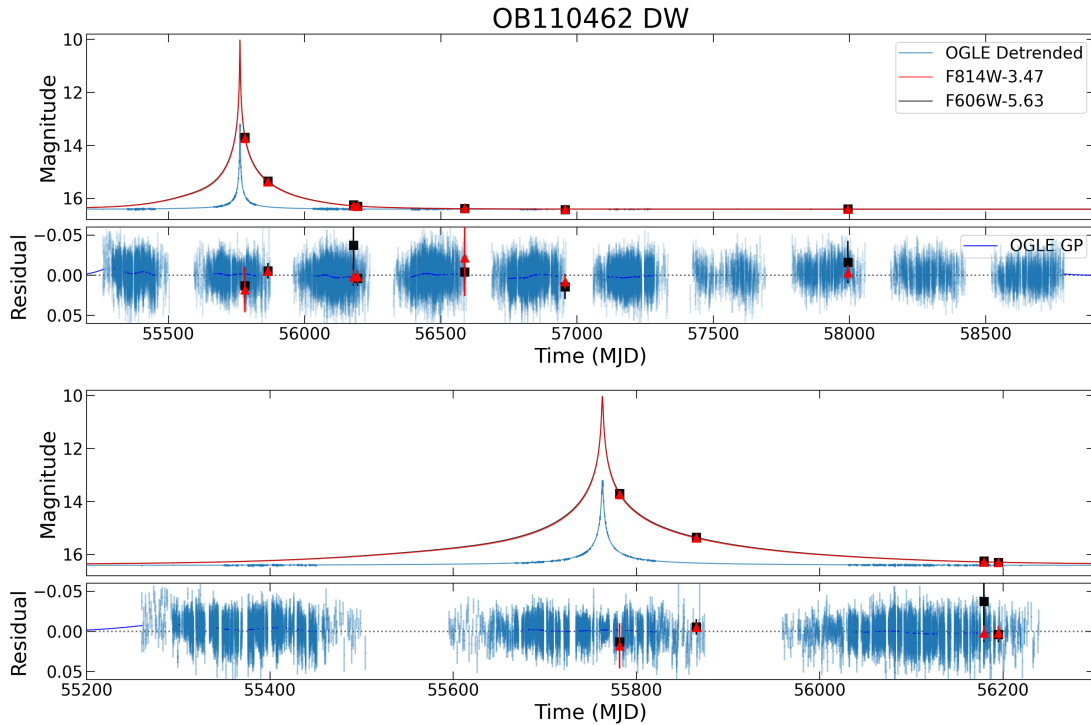 OB110462 DW
10
12
14
16
Magnitude
OGLE Detrended
F814W-3.47
F606W-5.63
−0.05
0.00
0.05
Residual
OGLE GP
55500 56000 56500 57000 57500 58000 58500
Time (MJD)
10
12
14
16
Magnitude
−0.05
0.00
0.05
Residual
55200 55400 55600 55800 56000 56200
Time (MJD)